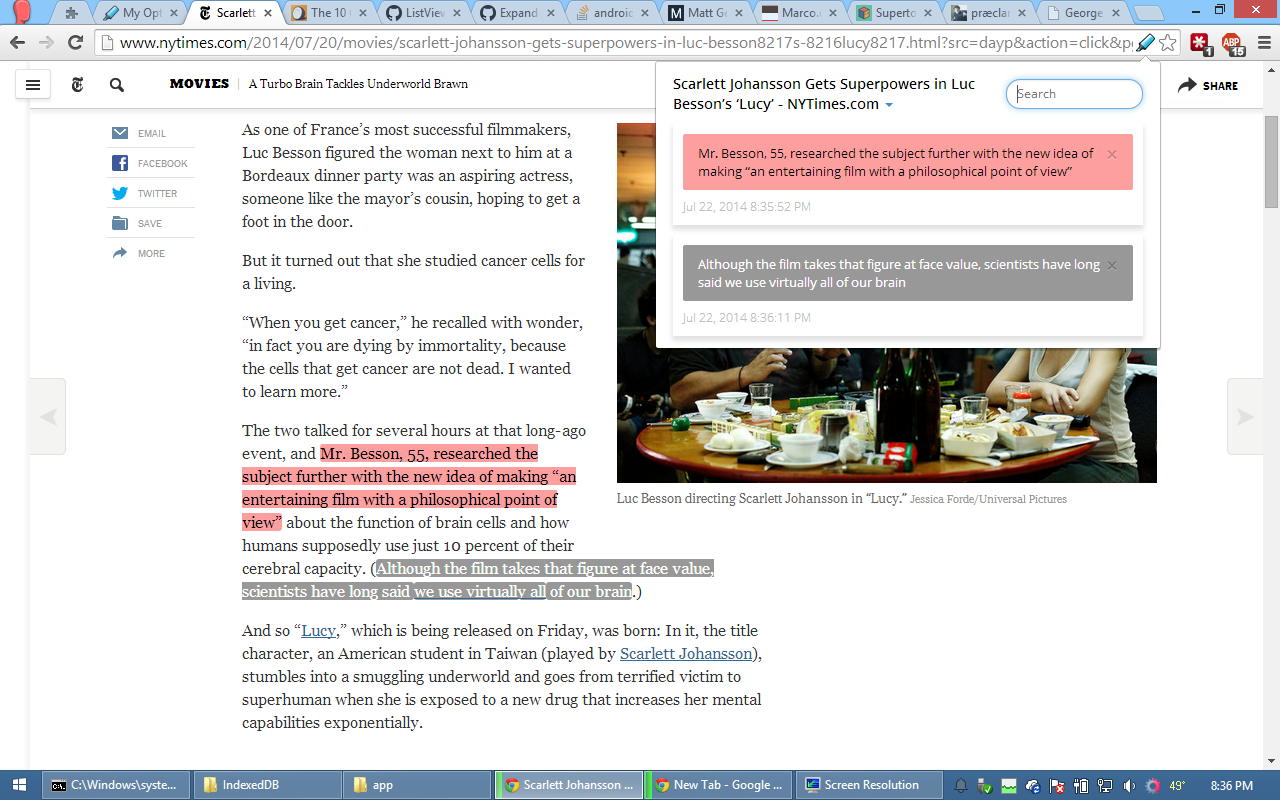 My Opt
Scarlett
The 10
ListView
Expand
android
Matt Ge
Marco.
Superto
præclar
George
www.nytimes.com/2014/07/20/movies/scarlett-johansson-gets-superpowers-in-luc-besson8217s-8216lucy8217.html?src=dayp&action=click&p
1
ABP
15
MOVIES
A Turbo Brain Tackles Underworld Brawn
SHARE
Scarlett Johansson Gets Superpowers in Luc
Besson’s ‘Lucy’ - NYTimes.com
Search
Mr. Besson, 55, researched the subject further with the new idea of
making “an entertaining film with a philosophical point of view”
Jul 22, 2014 8:35:52 PM
Although the film takes that figure at face value, scientists have long
said we use virtually all of our brain
Jul 22, 2014 8:36:11 PM
EMAIL
FACEBOOK
TWITTER
SAVE
MORE
As one of France’s most successful filmmakers,
Luc Besson figured the woman next to him at a
Bordeaux dinner party was an aspiring actress,
someone like the mayor’s cousin, hoping to get a
foot in the door.
But it turned out that she studied cancer cells for
a living.
“When you get cancer,” he recalled with wonder,
“in fact you are dying by immortality, because
the cells that get cancer are not dead. I wanted
to learn more.”
The two talked for several hours at that long-ago
event, and Mr. Besson, 55, researched the
subject further with the new idea of making “an
entertaining film with a philosophical point of
view” about the function of brain cells and how
humans supposedly use just 10 percent of their
cerebral capacity. (Although the film takes that figure at face value,
scientists have long said we use virtually all of our brain.)
And so “Lucy,” which is being released on Friday, was born: In it, the title
character, an American student in Taiwan (played by Scarlett Johansson),
stumbles into a smuggling underworld and goes from terrified victim to
superhuman when she is exposed to a new drug that increases her mental
capabilities exponentially.
Luc Besson directing Scarlett Johansson in “Lucy.” Jessica Forde/Universal Pictures
C:\Windows\syste...
IndexedDB
app
Scarlett Johansson ...
New Tab - Google ...
Screen Resolution
49°
8:36 PM